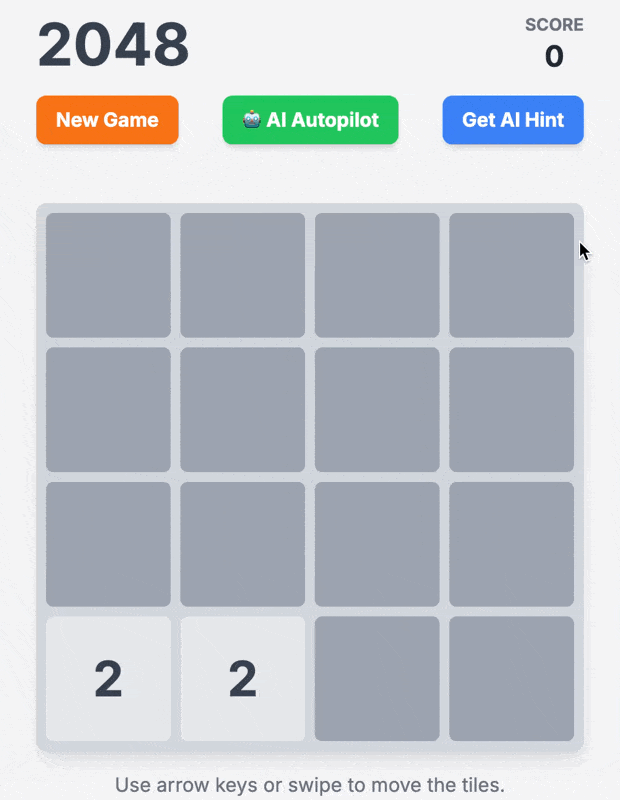 2048
SCORE
0
New Game
🤖 AI Autopilot
Get AI Hint
2 2
Use arrow keys or swipe to move the tiles.